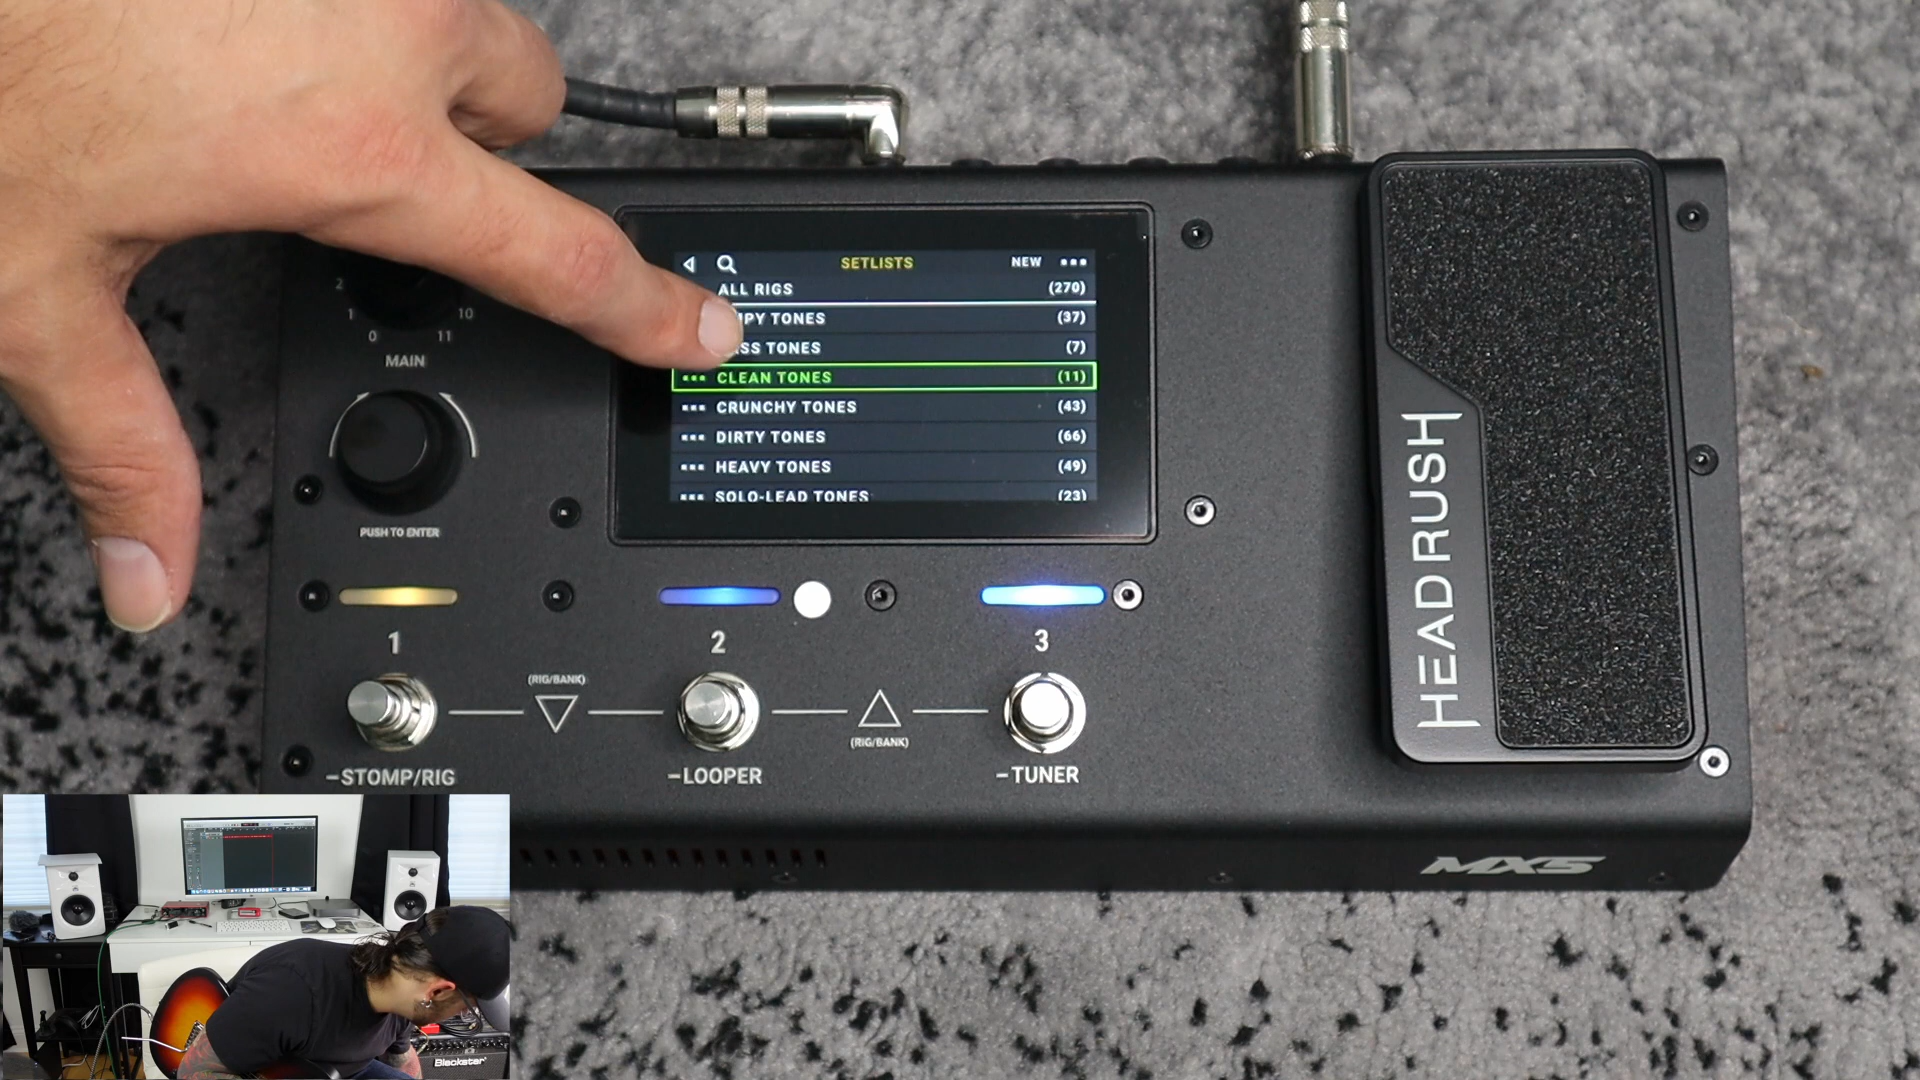 SETLISTS NEW
ALL RIGS (270)
TONES (37)
TONES (7)
CLEAN TONES (11)
CRUNCHY TONES (43)
DIRTY TONES (66)
HEAVY TONES (49)
SOLO-LEAD TONES (23)
2
1 10
0 11
MAIN
PUSH TO ENTER
1 2 3
(RIG/BANK)
(RIG/BANK)
-STOMP/RIG -LOOPER -TUNER
HEADRUSH
MX5
Blackstar